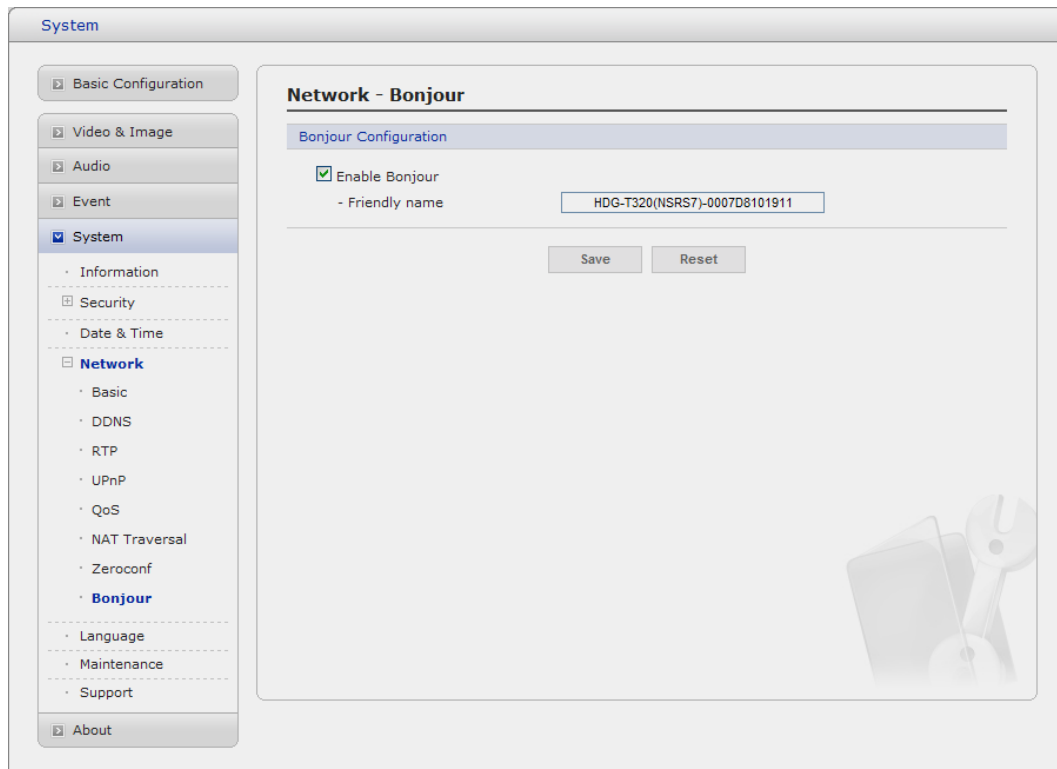 System
Basic Configuration
Video & Image
Audio
Event
System
Information
Security
Date & Time
Network
Basic
DDNS
RTP
UPnP
QoS
NAT Traversal
Zeroconf
Bonjour
Language
Maintenance
Support
About
Network - Bonjour
Bonjour Configuration
Enable Bonjour
- Friendly name HDG-T320(NSRS7)-0007D8101911
Save Reset